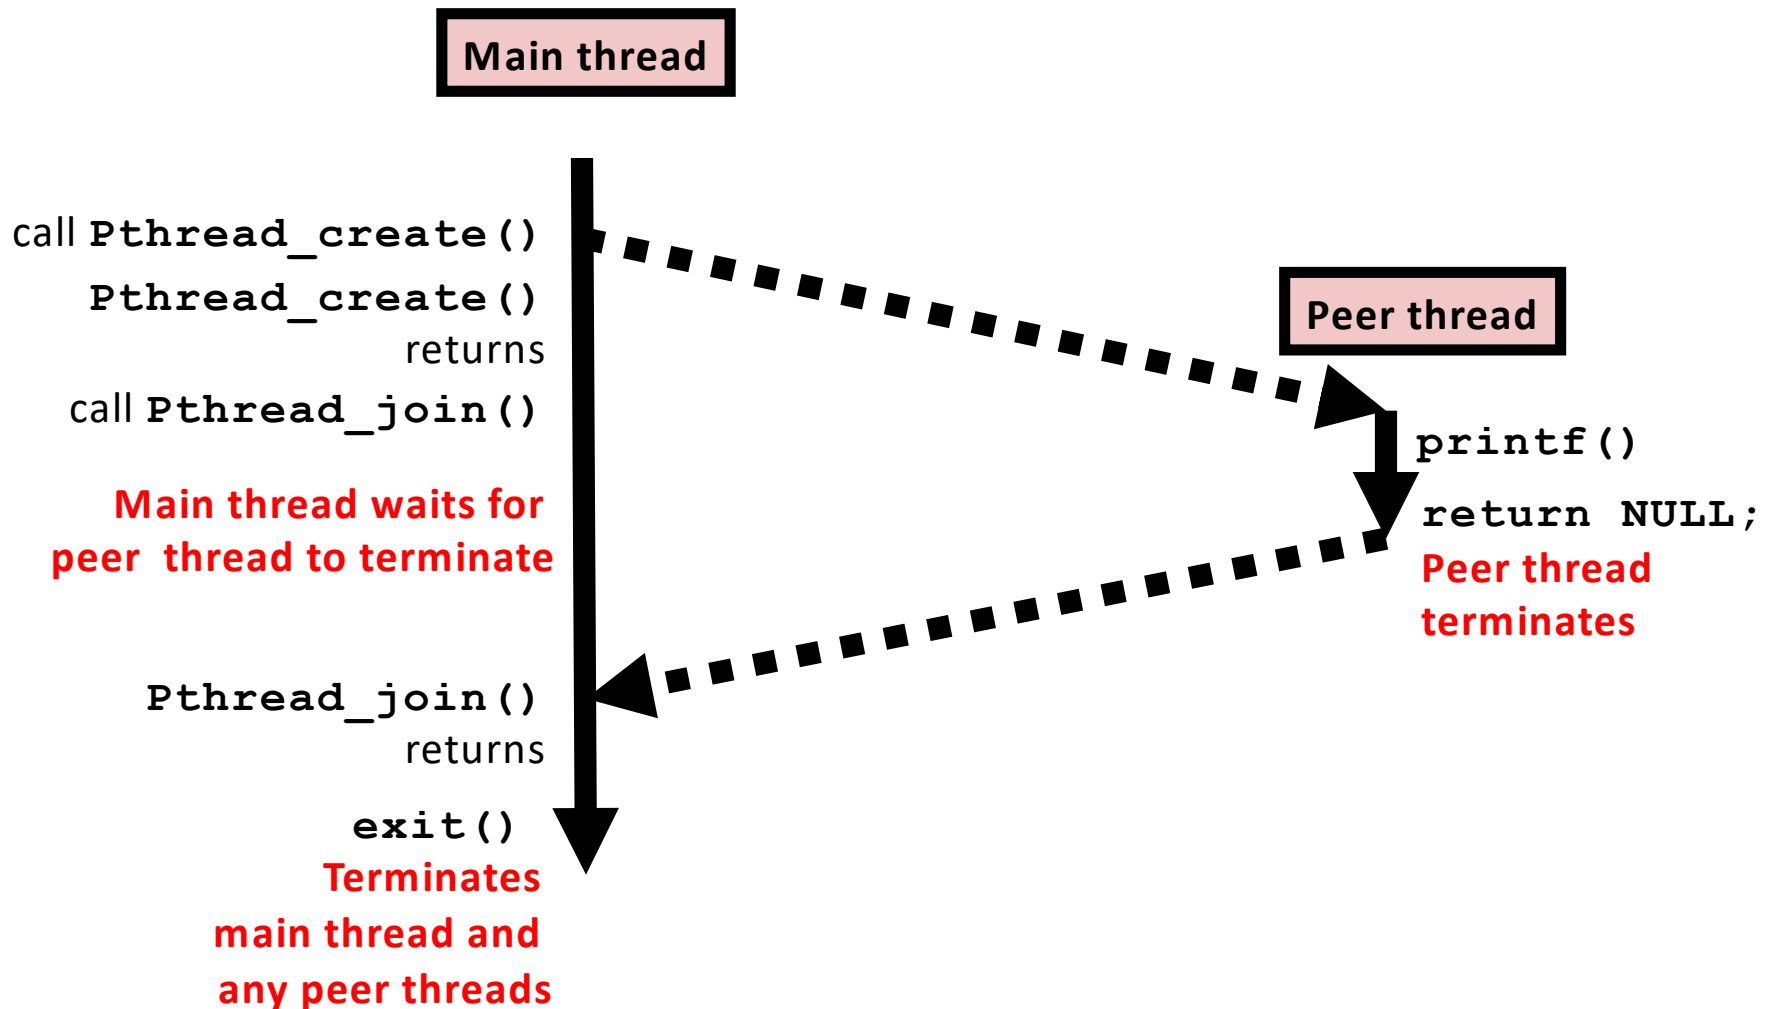 Main thread
call Pthread_create()
Pthread_create()
returns
call Pthread_join()
Main thread waits for
peer thread to terminate
Pthread_join()
returns
exit()
Terminates
main thread and
any peer threads
Peer thread
printf()
return NULL;
Peer thread
terminates